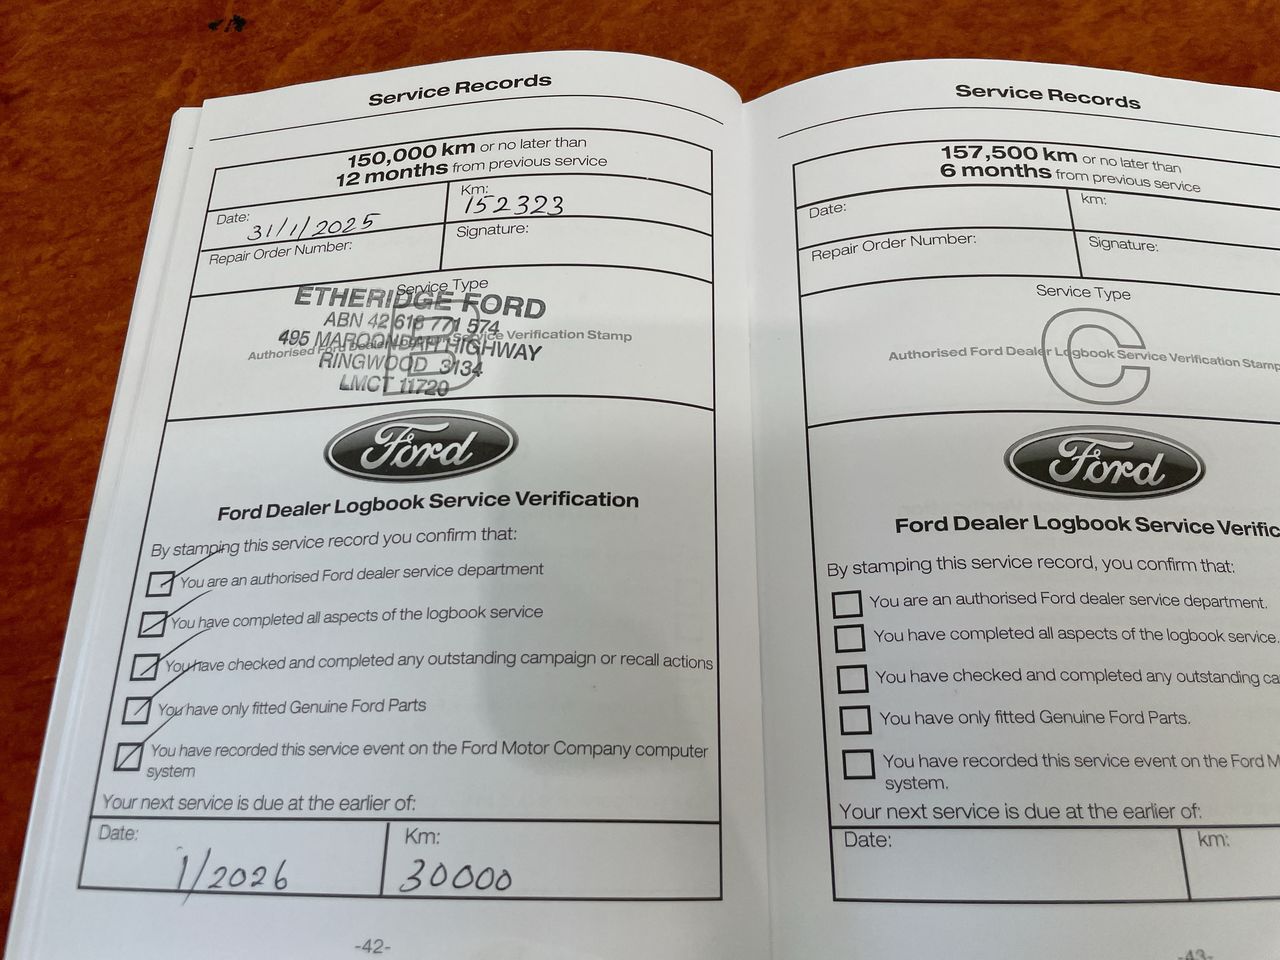 Service Records
150,000 km or no later than
12 months from previous service
Date: 31/1/2025
Km: 152323
Repair Order Number:
Signature:
Service Type
B
Authorised Ford Dealer Logbook Service Verification Stamp
ETHERIDGE FORD
ABN 42 618 771 574
495 MAROONDAH HIGHWAY
RINGWOOD 3134
LMCT 11720
Ford
Ford Dealer Logbook Service Verification
By stamping this service record you confirm that:
You are an authorised Ford dealer service department
You have completed all aspects of the logbook service
You have checked and completed any outstanding campaign or recall actions
You have only fitted Genuine Ford Parts
You have recorded this service event on the Ford Motor Company computer
system
Your next service is due at the earlier of:
Date: 1/2026
Km: 30000
-42-
Service Records
157,500 km or no later than
6 months from previous service
Date:
km:
Repair Order Number:
Signature:
Service Type
C
Authorised Ford Dealer Logbook Service Verification Stamp
Ford
Ford Dealer Logbook Service Verific
By stamping this service record, you confirm that:
You are an authorised Ford dealer service department.
You have completed all aspects of the logbook service.
You have checked and completed any outstanding ca
You have only fitted Genuine Ford Parts.
You have recorded this service event on the Ford M
system.
Your next service is due at the earlier of:
Date:
km:
-43-